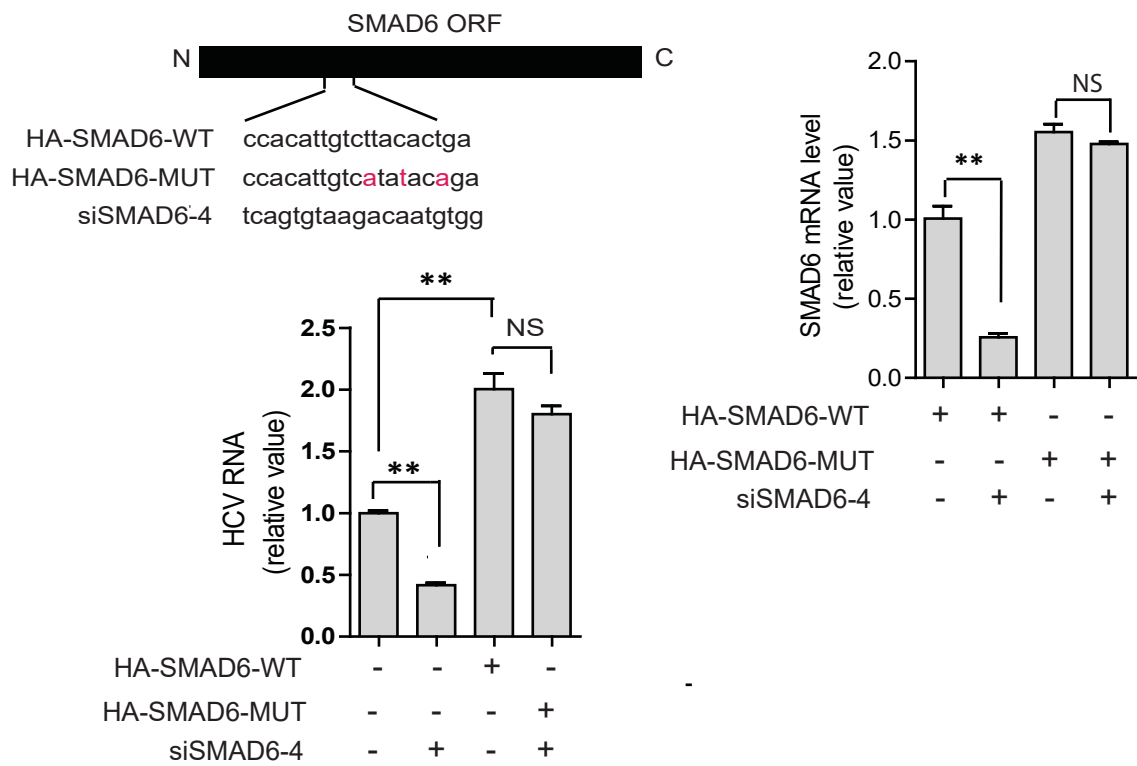 SMAD6 ORF
N C
HA-SMAD6-WT ccacattgtcttacactga
HA-SMAD6-MUT ccacattgtcatatacaga
siSMAD6-4 tcagtgtaagacaatgtgg
2.0
1.5
1.0
0.5
0.0
SMAD6 mRNA level
(relative value)
**
NS
HA-SMAD6-WT + + - -
HA-SMAD6-MUT - - + +
siSMAD6-4 - + - +
2.5
2.0
1.5
1.0
0.5
0.0
HCV RNA
(relative value)
**
**
NS
HA-SMAD6-WT - - + -
HA-SMAD6-MUT - - - +
siSMAD6-4 - + - +
-